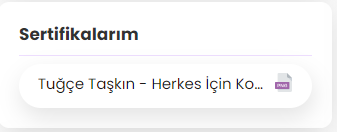 Sertifikalarım
Tuğçe Taşkın - Herkes İçin Ko...